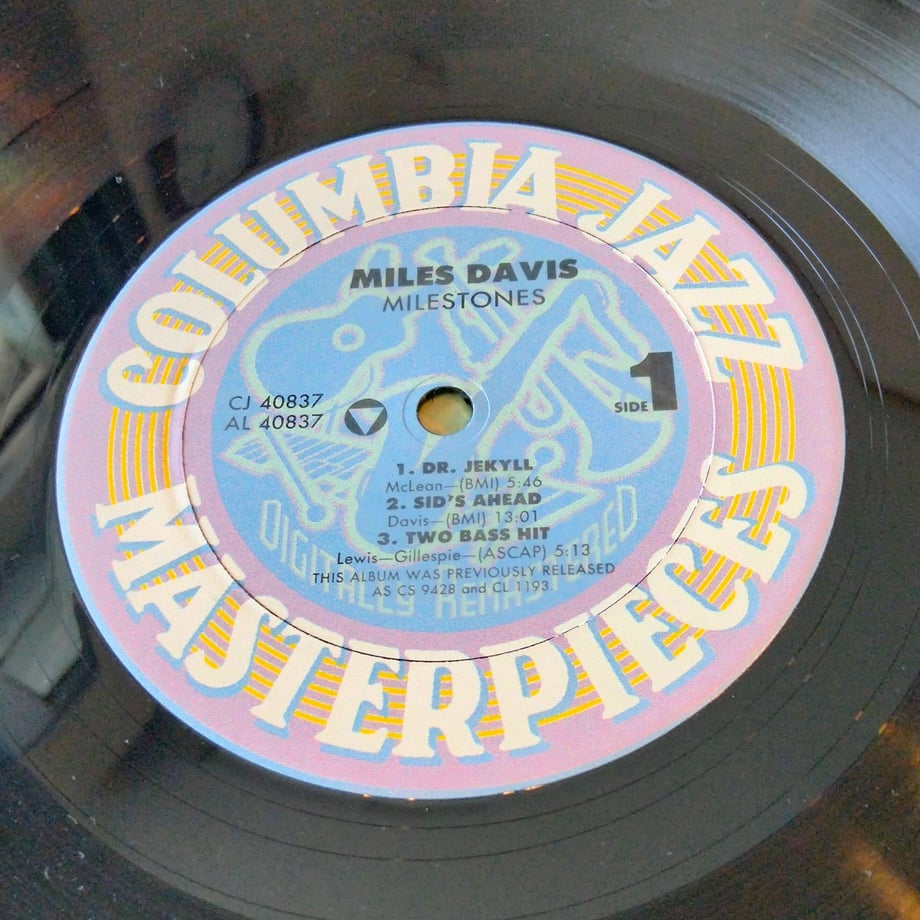 COLUMBIA JAZZ
MILES DAVIS
MILESTONES
SIDE 1
CJ 40837
AL 40837
1. DR. JEKYLL
McLean—(BMI) 5:46
2. SID'S AHEAD
Davis—(BMI) 13:01
3. TWO BASS HIT
Lewis—Gillespie—(ASCAP) 5:13
THIS ALBUM WAS PREVIOUSLY RELEASED
AS CS 9428 and CL 1193.
DIGITALLY REMASTERED
MASTERPIECES